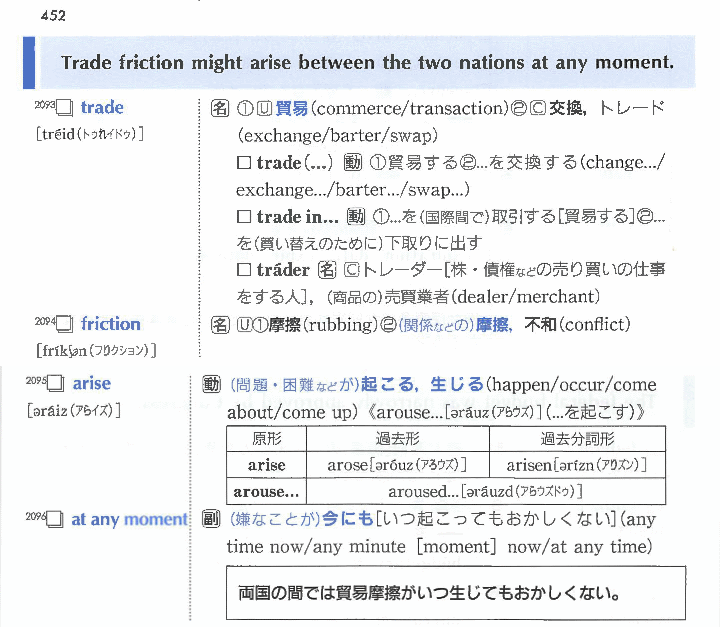 452
Trade friction might arise between the two nations at any moment.
2093□ trade
[tréid(トゥれイドゥ)]
名 ①Ⓤ貿易(commerce/transaction)②Ⓒ交換, トレード
(exchange/barter/swap)
□ trade(...) 動 ①貿易する②...を交換する(change.../
exchange.../barter.../swap...)
□ trade in... 動 ①...を(国際間で)取引する[貿易する]②...
を(買い替えのために)下取りに出す
□ tráder 名 Ⓒトレーダー[株・債権などの売り買いの仕事
をする人], (商品の)売買業者(dealer/merchant)
2094□ friction
[fríkʃən(フリクション)]
名 Ⓤ①摩擦(rubbing)②(関係などの)摩擦, 不和(conflict)
2095□ arise
[əráiz(アらイズ)]
動 (問題・困難などが)起こる, 生じる(happen/occur/come
about/come up)《arouse...[əráuz(アらウズ)](...を起こす)》
原形 過去形 過去分詞形
arise arose[əróuz(アろウズ)] arisen[ərízn(アリズン)]
arouse... aroused...[əráuzd(アらウズドゥ)]
2096□ at any moment
副 (嫌なことが)今にも[いつ起こってもおかしくない](any
time now/any minute [moment] now/at any time)
両国の間では貿易摩擦がいつ生じてもおかしくない。